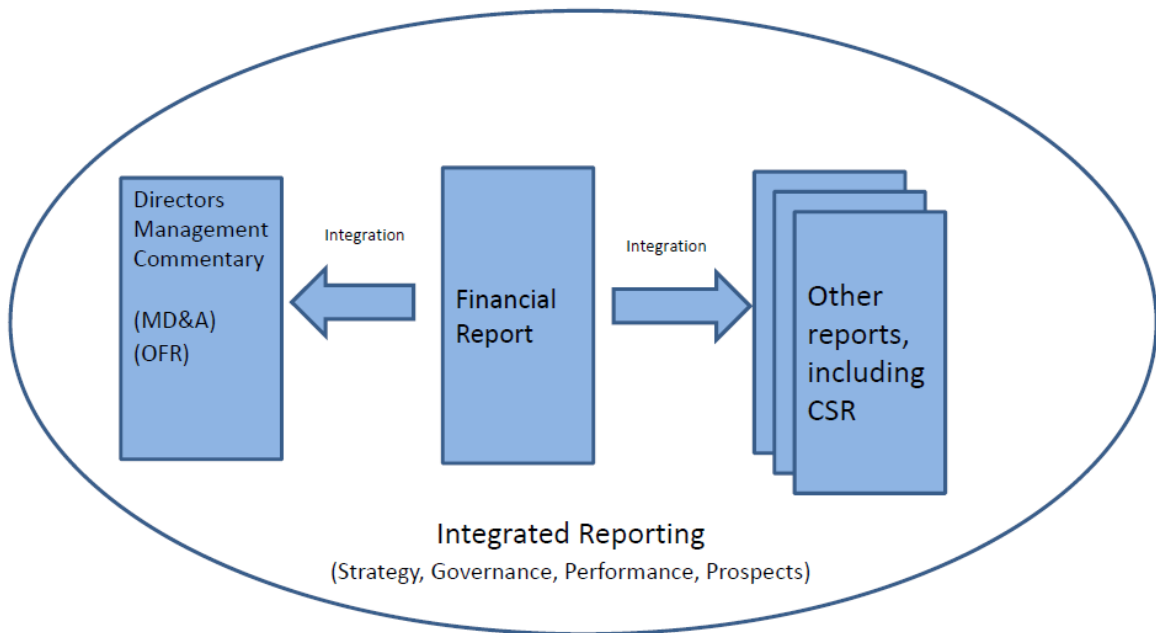 Directors
Management
Commentary
(MD&A)
(OFR)
Integration
Financial
Report
Integration
Other
reports,
including
CSR
Integrated Reporting
(Strategy, Governance, Performance, Prospects)